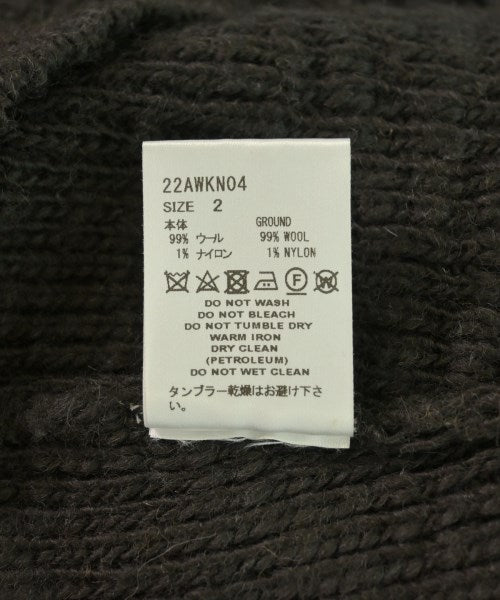 22AWKN04
SIZE 2
本体 GROUND
99% ウール 99% WOOL
1% ナイロン 1% NYLON
DO NOT WASH
DO NOT BLEACH
DO NOT TUMBLE DRY
WARM IRON
DRY CLEAN
(PETROLEUM)
DO NOT WET CLEAN
タンブラー乾燥はお避け下さ
い。